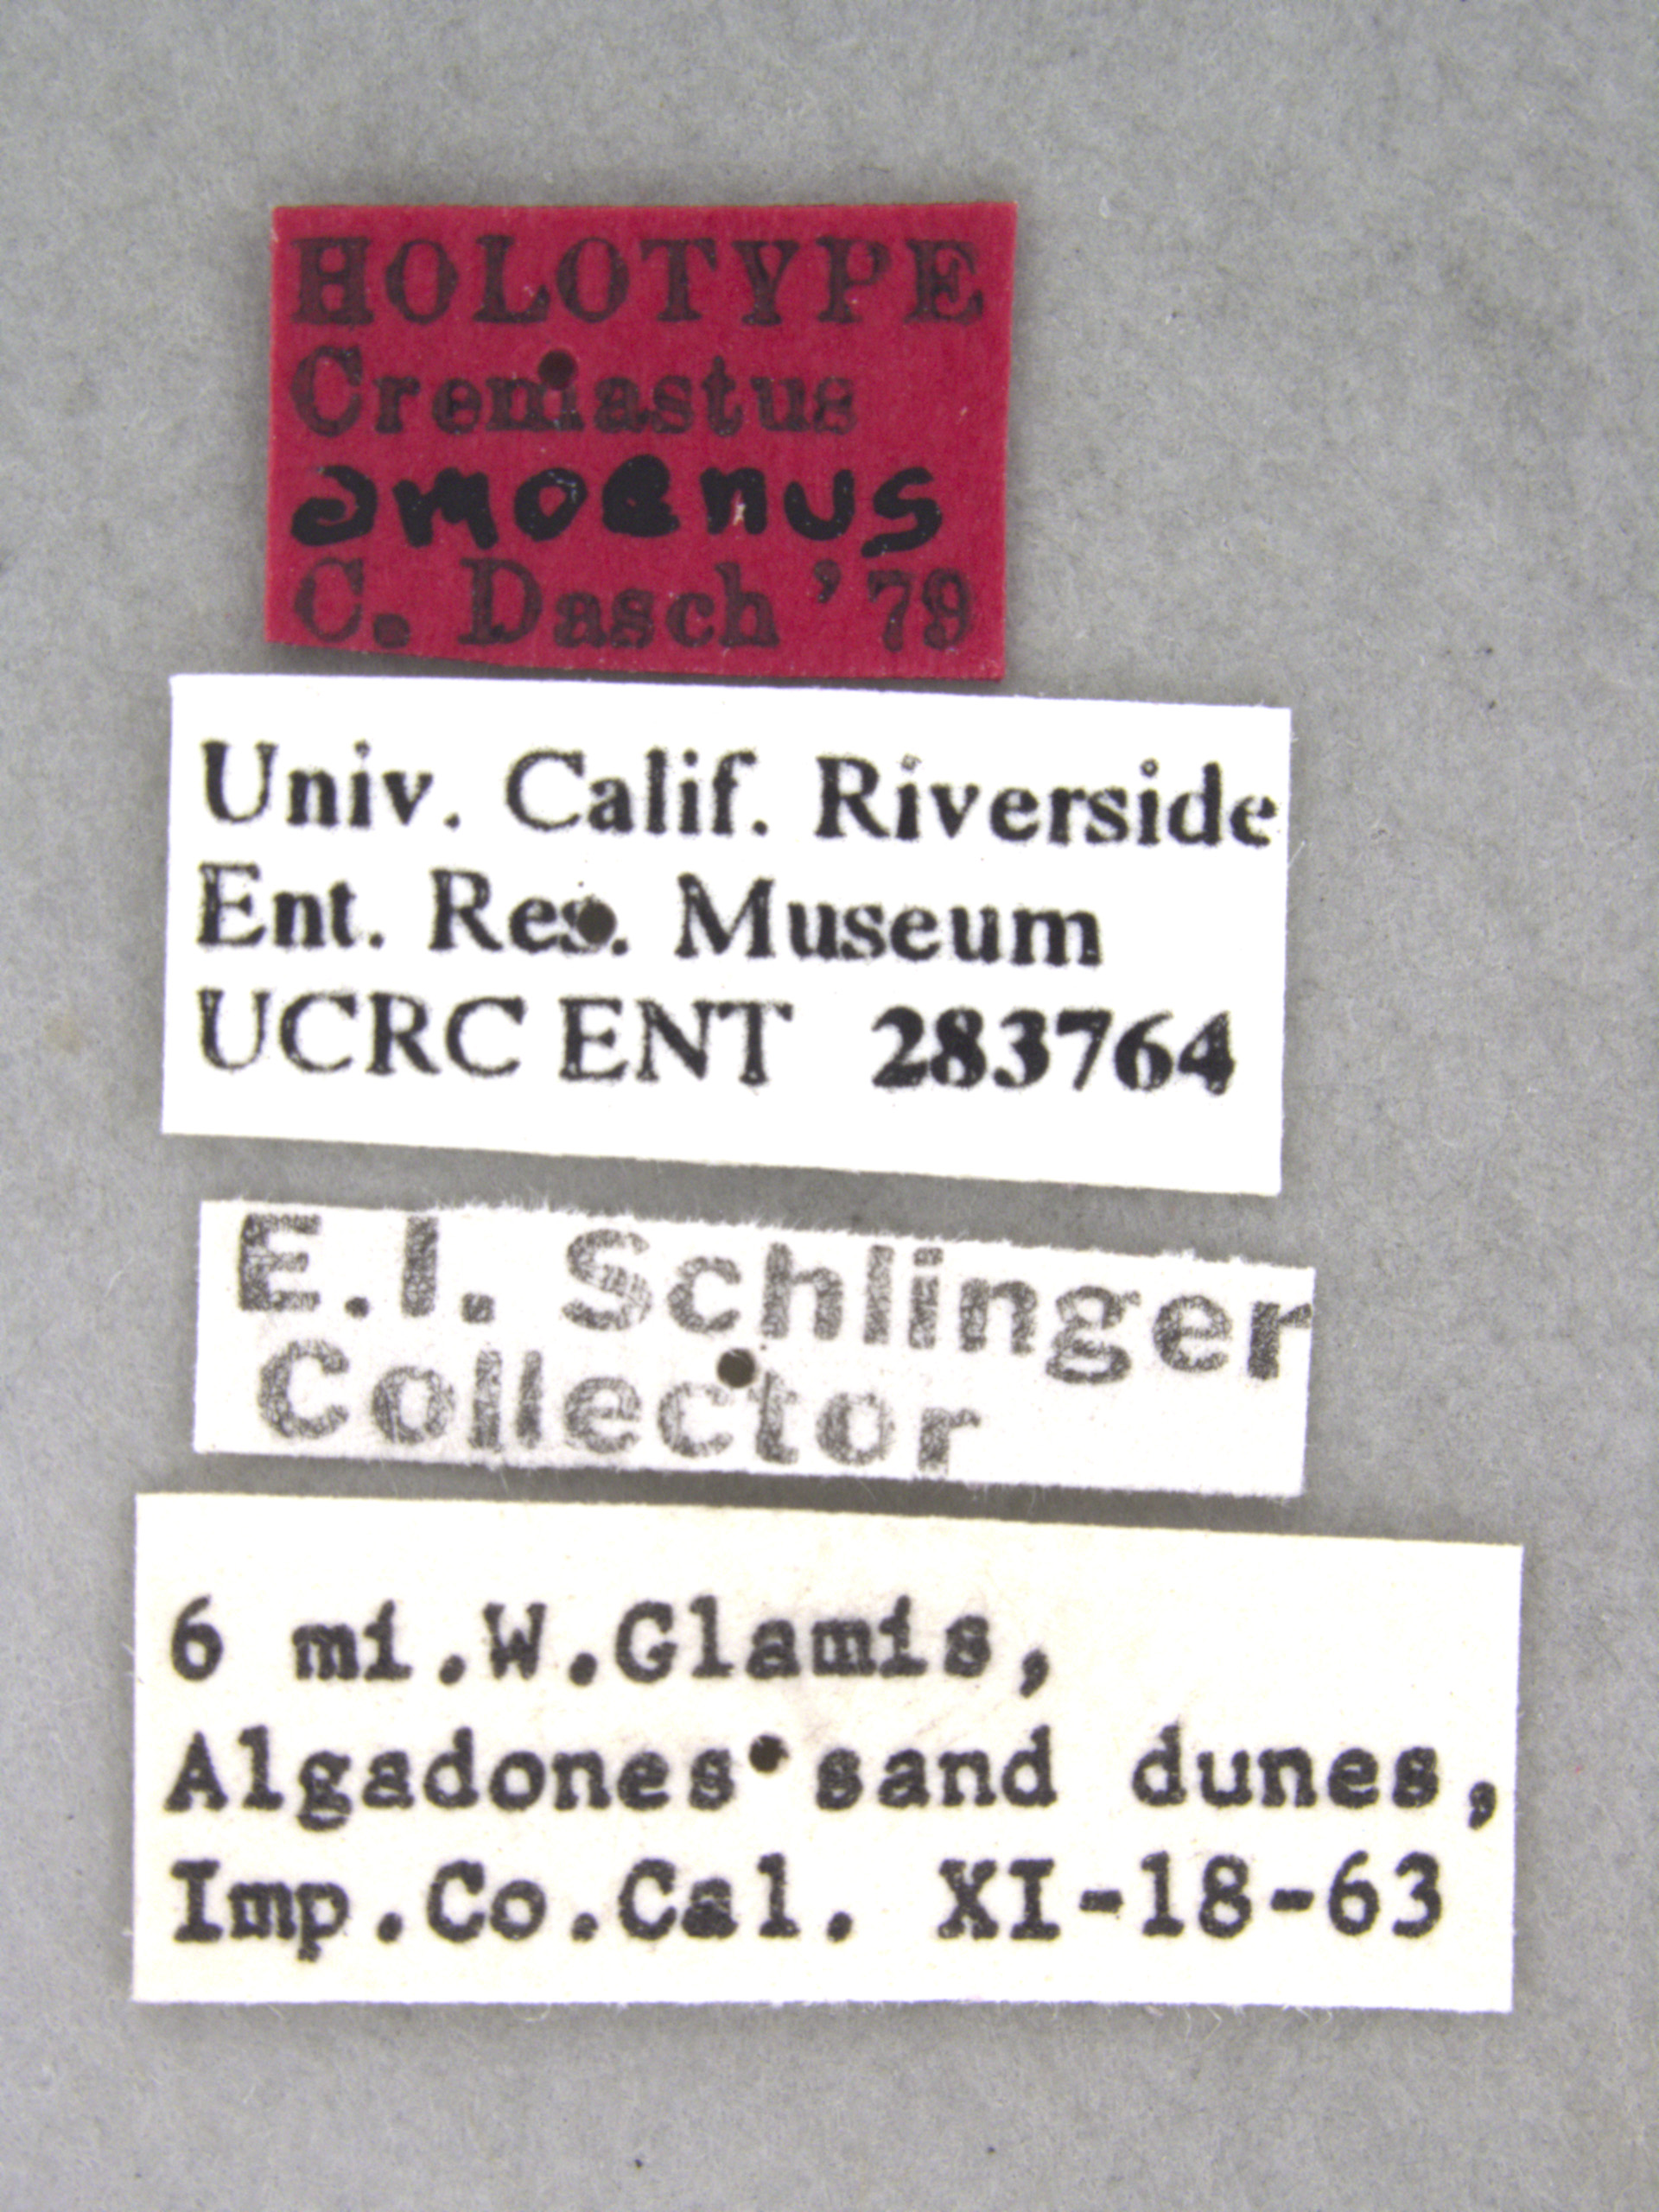 HOLOTYPE
Cremastus
amoenus
C. Dasch '79
Univ. Calif. Riverside
Ent. Res. Museum
UCRC ENT 283764
E.I. Schlinger
Collector
6 mi.W.Glamis,
Algadones sand dunes,
Imp.Co.Cal. XI-18-63